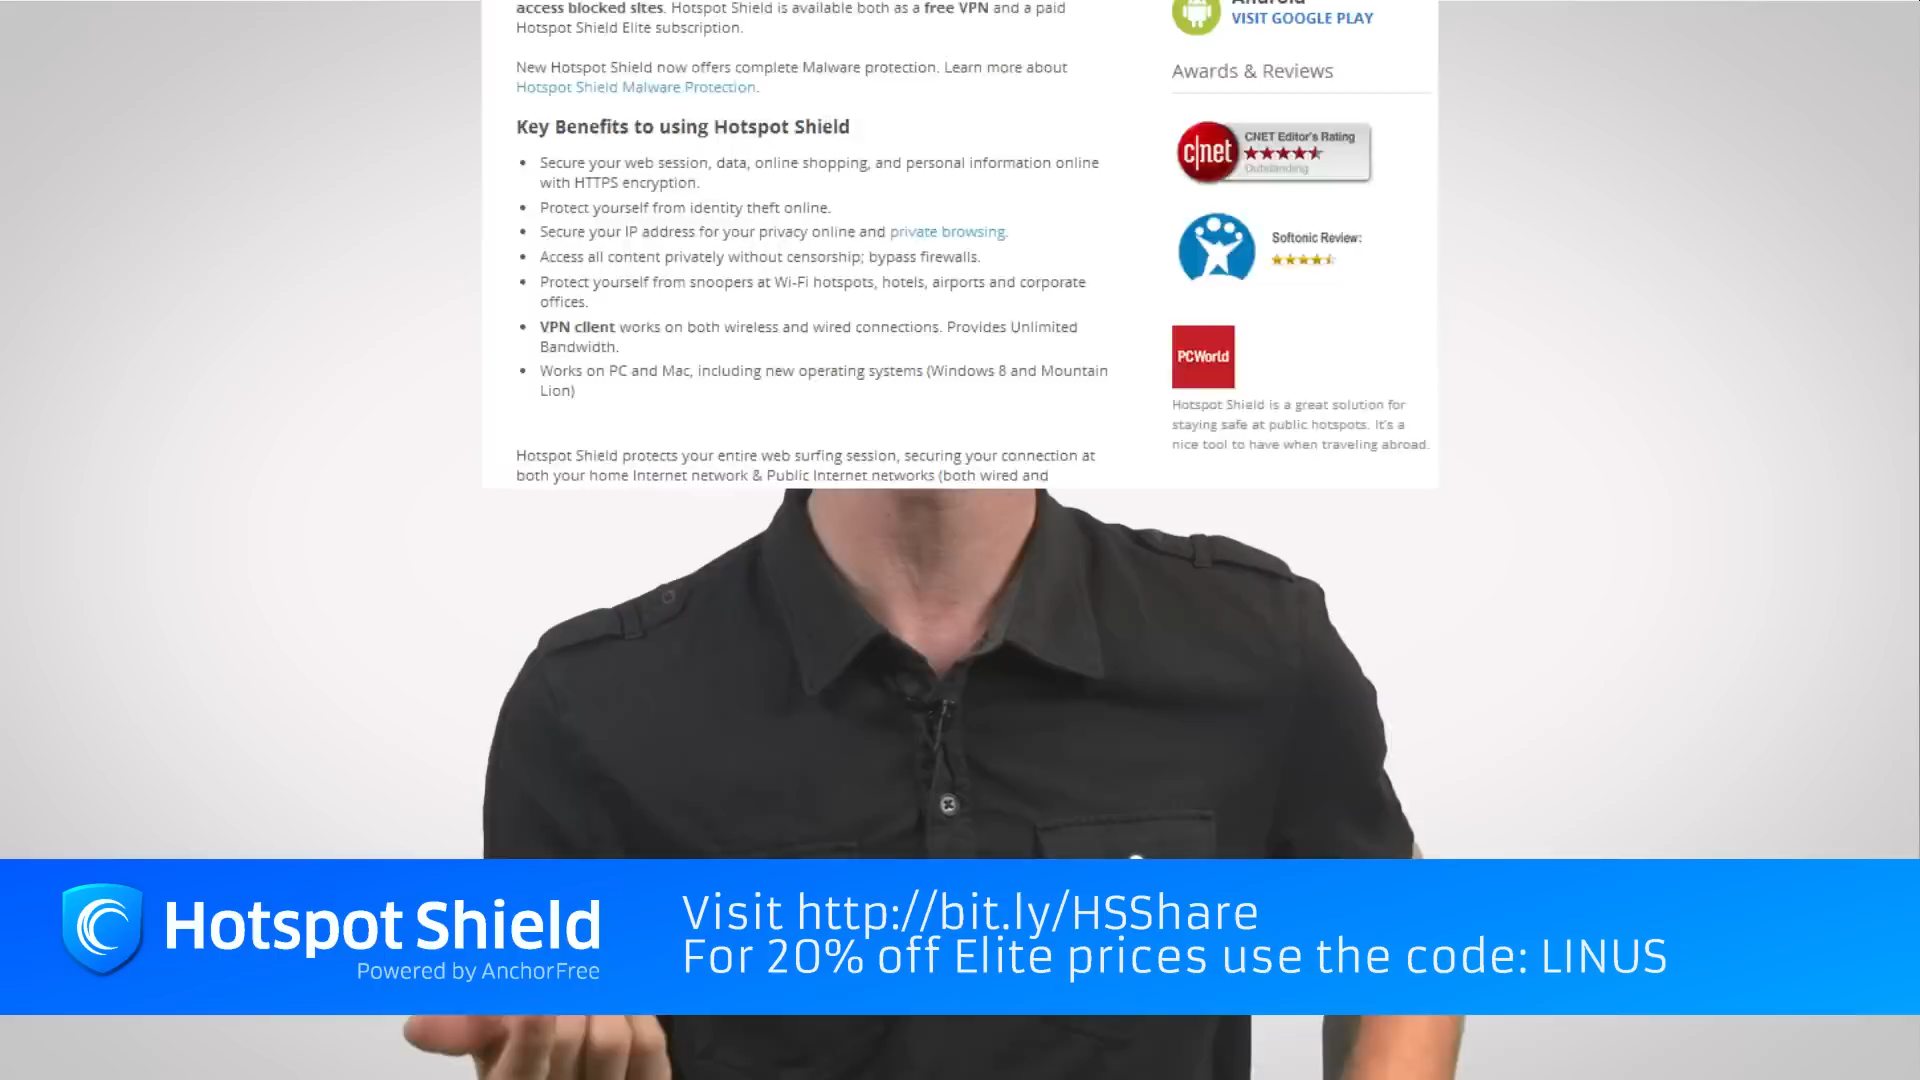 access blocked sites. Hotspot Shield is available both as a free VPN and a paid
Hotspot Shield Elite subscription.
New Hotspot Shield now offers complete Malware protection. Learn more about
Hotspot Shield Malware Protection.
Key Benefits to using Hotspot Shield
• Secure your web session, data, online shopping, and personal information online
with HTTPS encryption.
• Protect yourself from identity theft online.
• Secure your IP address for your privacy online and private browsing.
• Access all content privately without censorship; bypass firewalls.
• Protect yourself from snoopers at Wi-Fi hotspots, hotels, airports and corporate
offices.
• VPN client works on both wireless and wired connections. Provides Unlimited
Bandwidth.
• Works on PC and Mac, including new operating systems (Windows 8 and Mountain
Lion)
Hotspot Shield protects your entire web surfing session, securing your connection at
both your home Internet network & Public Internet networks (both wired and
Android
VISIT GOOGLE PLAY
Awards & Reviews
c|net
CNET Editor's Rating
Outstanding
Softonic Review:
PCWorld
Hotspot Shield is a great solution for
staying safe at public hotspots. It's a
nice tool to have when traveling abroad.
Hotspot Shield
Powered by AnchorFree
Visit http://bit.ly/HSShare
For 20% off Elite prices use the code: LINUS